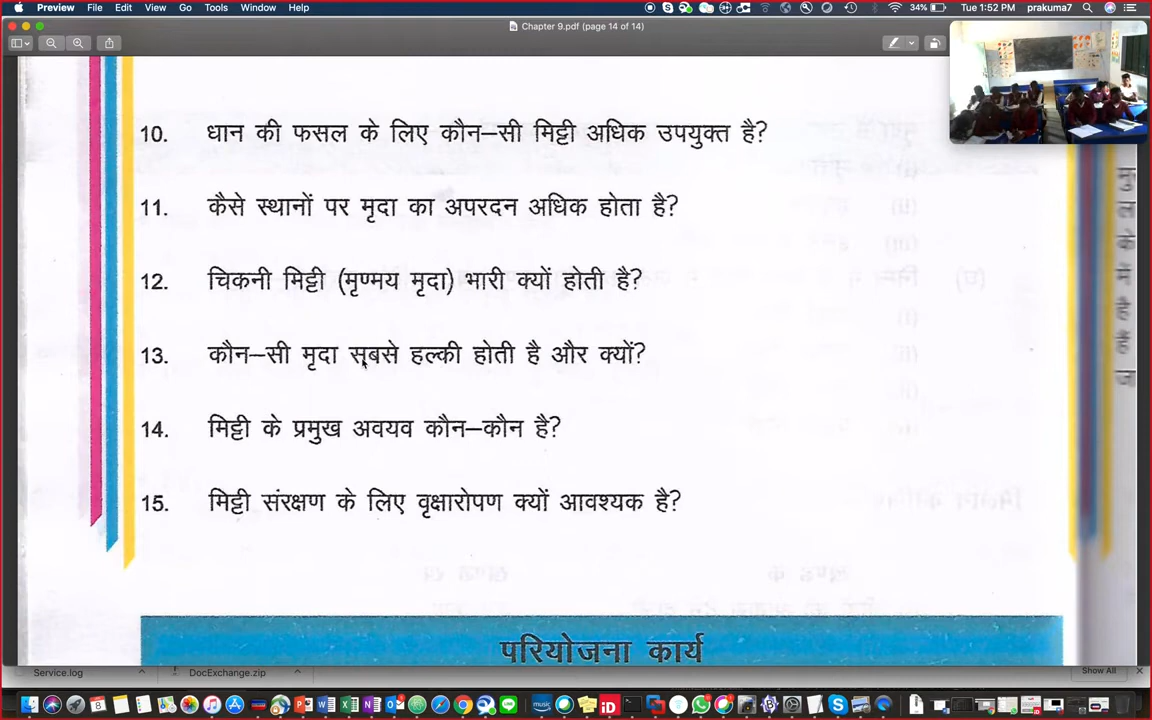 Preview File Edit View Go Tools Window Help
34% Tue 1:52 PM prakuma7
Chapter 9.pdf (page 14 of 14)
10. धान की फसल के लिए कौन–सी मिट्टी अधिक उपयुक्त है?
11. कैसे स्थानों पर मृदा का अपरदन अधिक होता है?
12. चिकनी मिट्टी (मृण्मय मृदा) भारी क्यों होती है?
13. कौन–सी मृदा सबसे हल्की होती है और क्यों?
14. मिट्टी के प्रमुख अवयव कौन–कौन है?
15. मिट्टी संरक्षण के लिए वृक्षारोपण क्यों आवश्यक है?
परियोजना कार्य
Service.log
DocExchange.zip
Show All